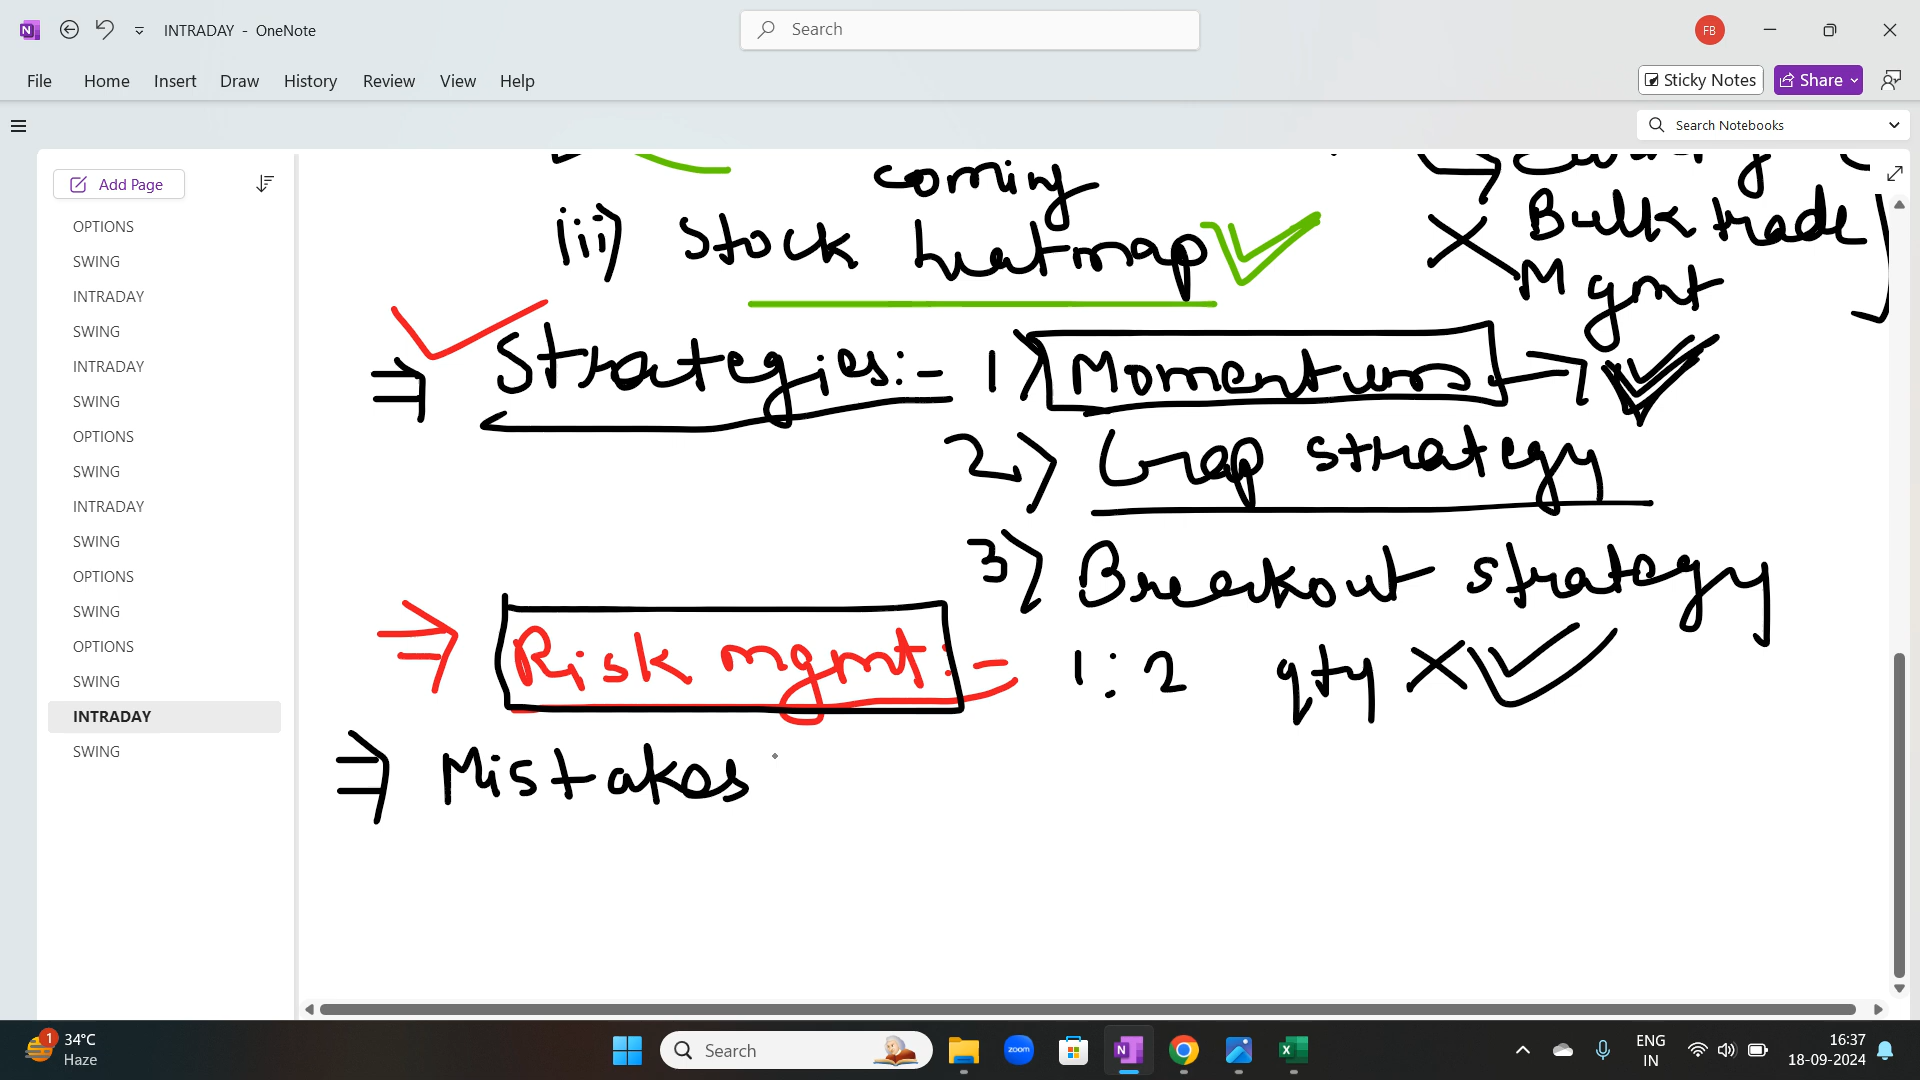 INTRADAY - OneNote
Search
FB
File Home Insert Draw History Review View Help
Sticky Notes
Share
Search Notebooks
Add Page
OPTIONS
SWING
INTRADAY
SWING
INTRADAY
SWING
OPTIONS
SWING
INTRADAY
SWING
OPTIONS
SWING
OPTIONS
SWING
INTRADAY
SWING
coming
(iii) Stock heatmap
Bulk trade
Mgmt
⇒ Strategies:- 1) Momentum
2) Gap strategy
3) Breakout strategy
⇒ Risk mgmt:= 1:2 qty
⇒ Mistakes
1
34°C
Haze
Search
zoom
ENG
IN
16:37
18-09-2024